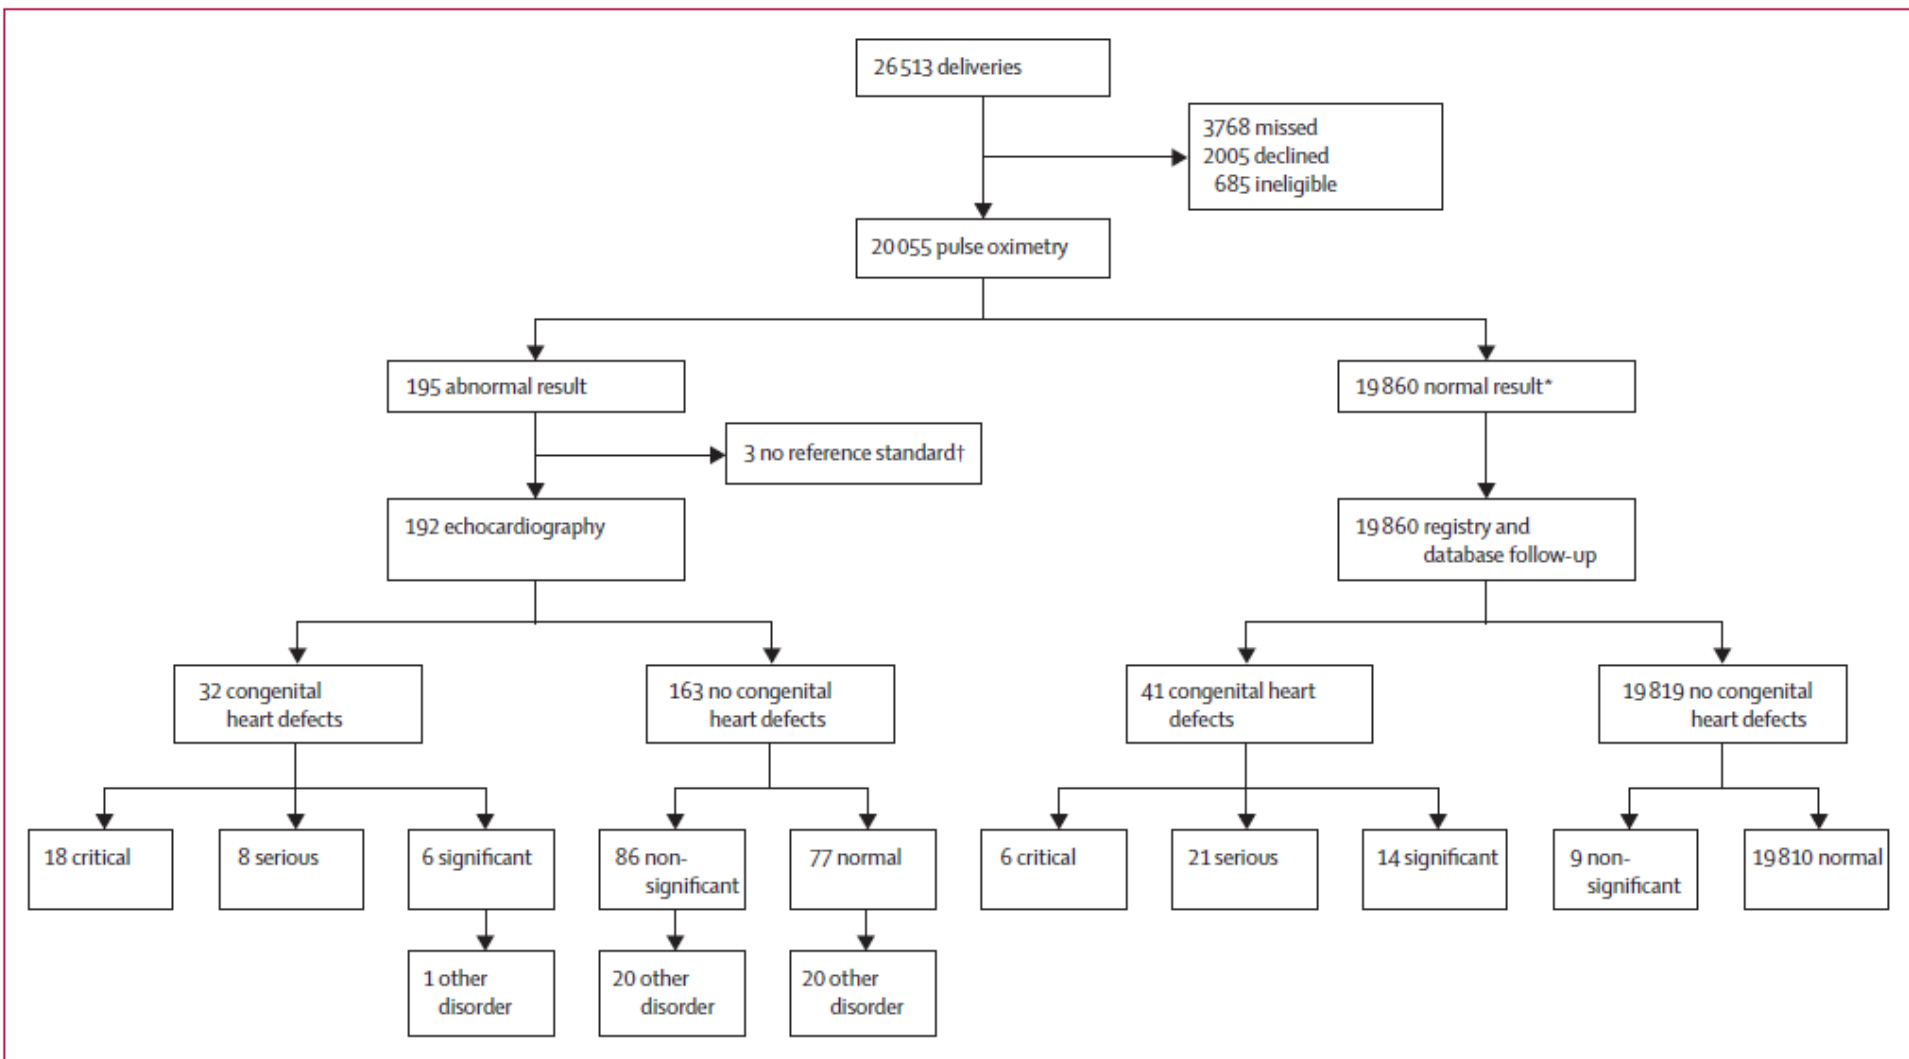 26 513 deliveries
3768 missed
2005 declined
685 ineligible
20 055 pulse oximetry
195 abnormal result
19 860 normal result*
3 no reference standard†
192 echocardiography
19 860 registry and
database follow-up
32 congenital
heart defects
163 no congenital
heart defects
41 congenital heart
defects
19 819 no congenital
heart defects
18 critical
8 serious
6 significant
86 non-
significant
77 normal
6 critical
21 serious
14 significant
9 non-
significant
19 810 normal
1 other
disorder
20 other
disorder
20 other
disorder